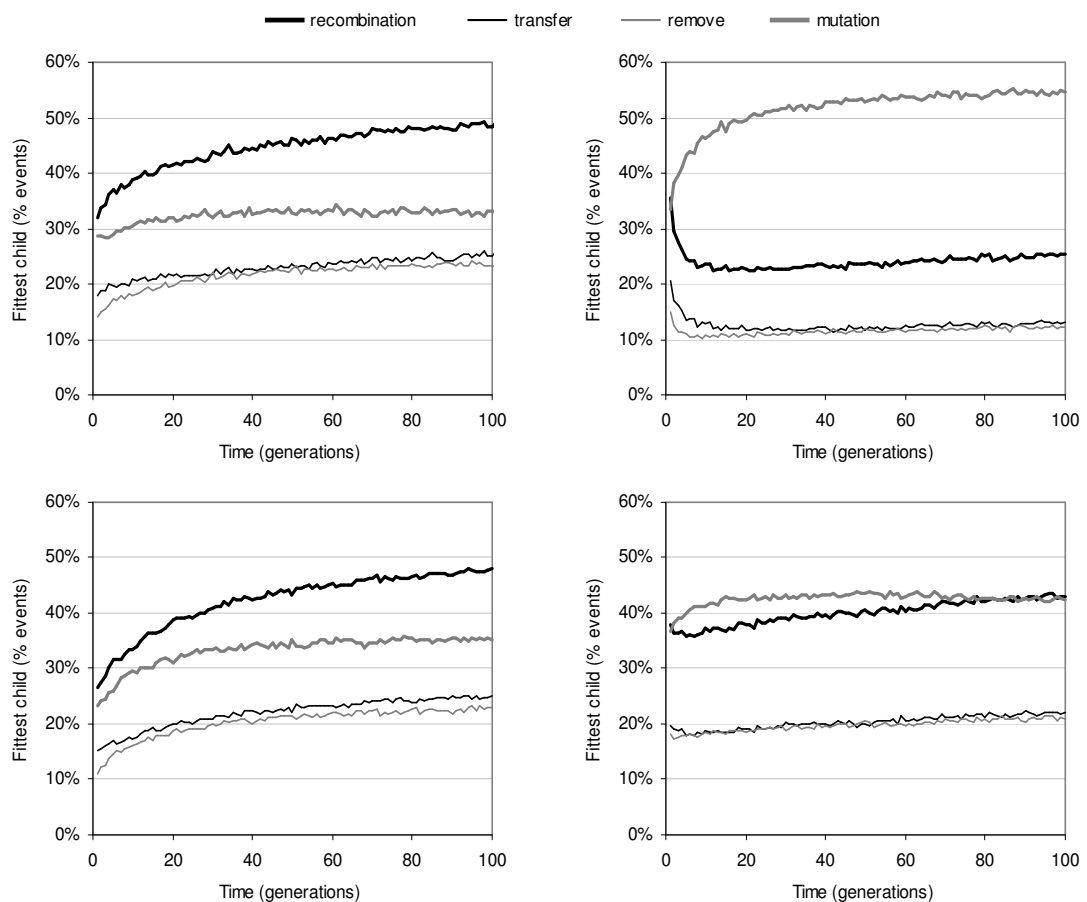 recombination transfer remove mutation
60%
50%
40%
30%
20%
10%
0%
Fittest child (% events)
0 20 40 60 80 100
Time (generations)
60%
50%
40%
30%
20%
10%
0%
Fittest child (% events)
0 20 40 60 80 100
Time (generations)
60%
50%
40%
30%
20%
10%
0%
Fittest child (% events)
0 20 40 60 80 100
Time (generations)
60%
50%
40%
30%
20%
10%
0%
Fittest child (% events)
0 20 40 60 80 100
Time (generations)